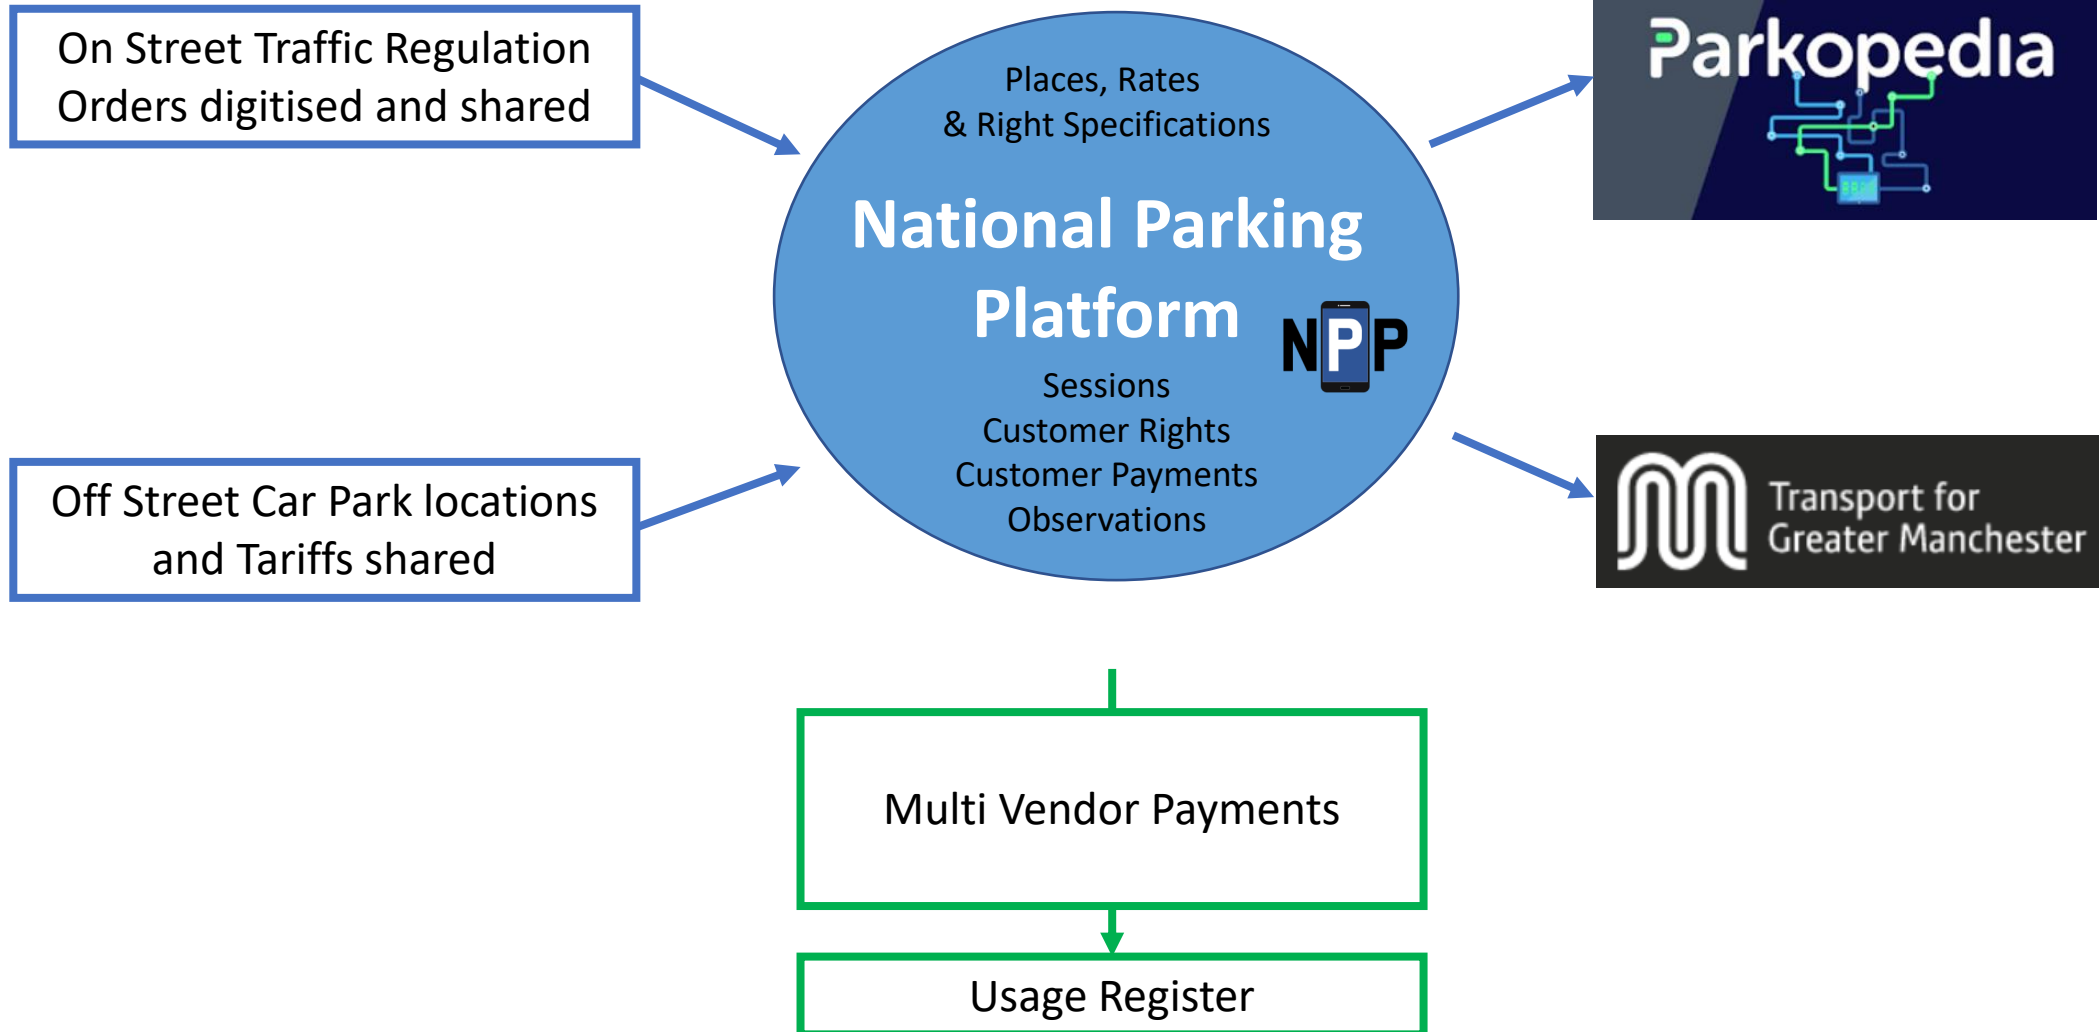 On Street Traffic Regulation
Orders digitised and shared
Places, Rates
& Right Specifications
National Parking
Platform
NPP
Sessions
Customer Rights
Customer Payments
Observations
Parkopedia
Off Street Car Park locations
and Tariffs shared
Transport for
Greater Manchester
Multi Vendor Payments
Usage Register